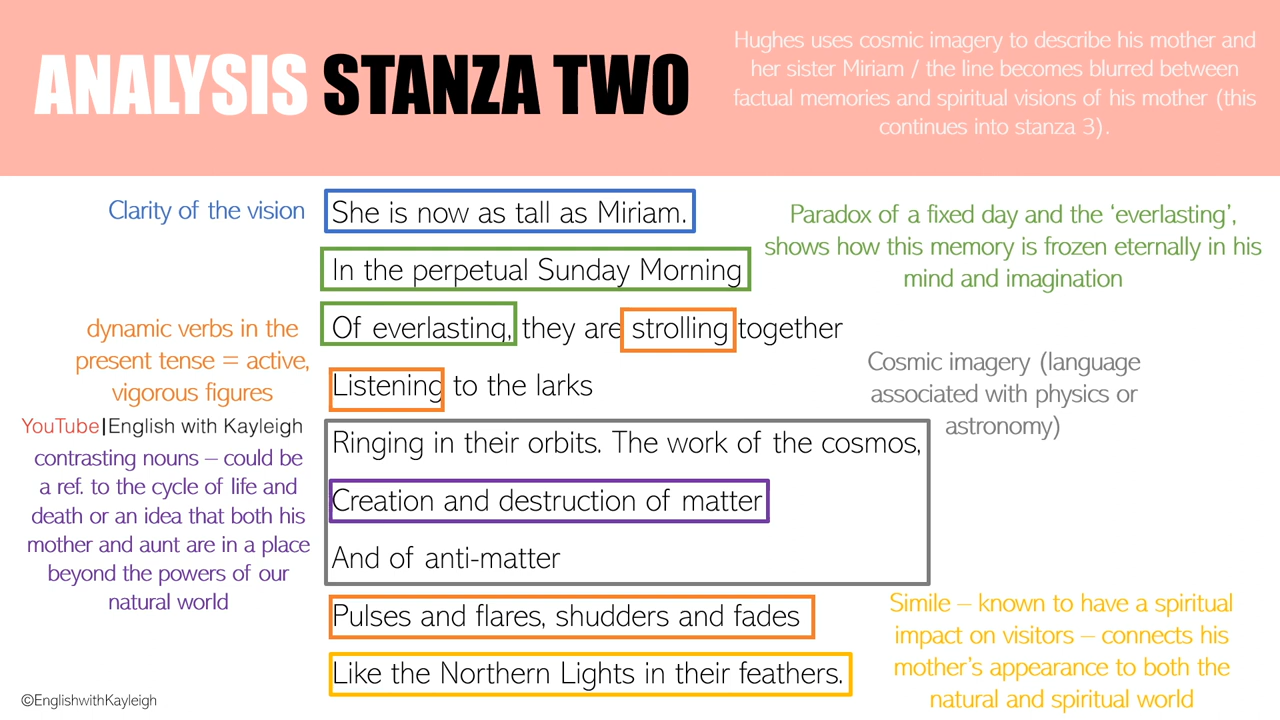 ANALYSIS STANZA TWO
Hughes uses cosmic imagery to describe his mother and
her sister Miriam / the line becomes blurred between
factual memories and spiritual visions of his mother (this
continues into stanza 3).
Clarity of the vision
She is now as tall as Miriam.
In the perpetual Sunday Morning
Of everlasting, they are strolling together
Listening to the larks
Ringing in their orbits. The work of the cosmos,
Creation and destruction of matter
And of anti-matter
Pulses and flares, shudders and fades
Like the Northern Lights in their feathers.
Paradox of a fixed day and the ‘everlasting’,
shows how this memory is frozen eternally in his
mind and imagination
dynamic verbs in the
present tense = active,
vigorous figures
YouTube|English with Kayleigh
contrasting nouns – could be
a ref. to the cycle of life and
death or an idea that both his
mother and aunt are in a place
beyond the powers of our
natural world
Cosmic imagery (language
associated with physics or
astronomy)
Simile – known to have a spiritual
impact on visitors – connects his
mother’s appearance to both the
natural and spiritual world
©EnglishwithKayleigh